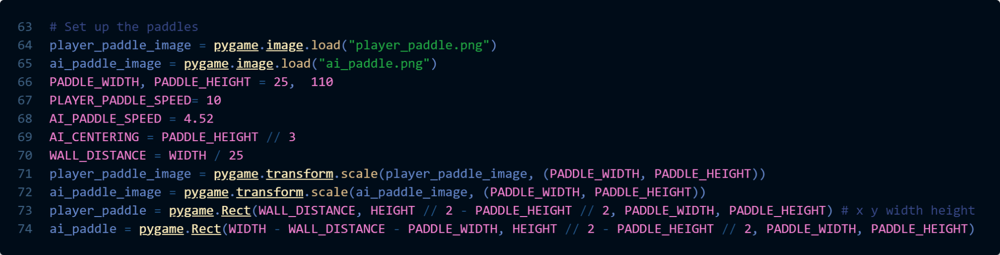 63 # Set up the paddles
64 player_paddle_image = pygame.image.load("player_paddle.png")
65 ai_paddle_image = pygame.image.load("ai_paddle.png")
66 PADDLE_WIDTH, PADDLE_HEIGHT = 25,  110
67 PLAYER_PADDLE_SPEED= 10
68 AI_PADDLE_SPEED = 4.52
69 AI_CENTERING = PADDLE_HEIGHT // 3
70 WALL_DISTANCE = WIDTH / 25
71 player_paddle_image = pygame.transform.scale(player_paddle_image, (PADDLE_WIDTH, PADDLE_HEIGHT))
72 ai_paddle_image = pygame.transform.scale(ai_paddle_image, (PADDLE_WIDTH, PADDLE_HEIGHT))
73 player_paddle = pygame.Rect(WALL_DISTANCE, HEIGHT // 2 - PADDLE_HEIGHT // 2, PADDLE_WIDTH, PADDLE_HEIGHT) # x y width height
74 ai_paddle = pygame.Rect(WIDTH - WALL_DISTANCE - PADDLE_WIDTH, HEIGHT // 2 - PADDLE_HEIGHT // 2, PADDLE_WIDTH, PADDLE_HEIGHT)